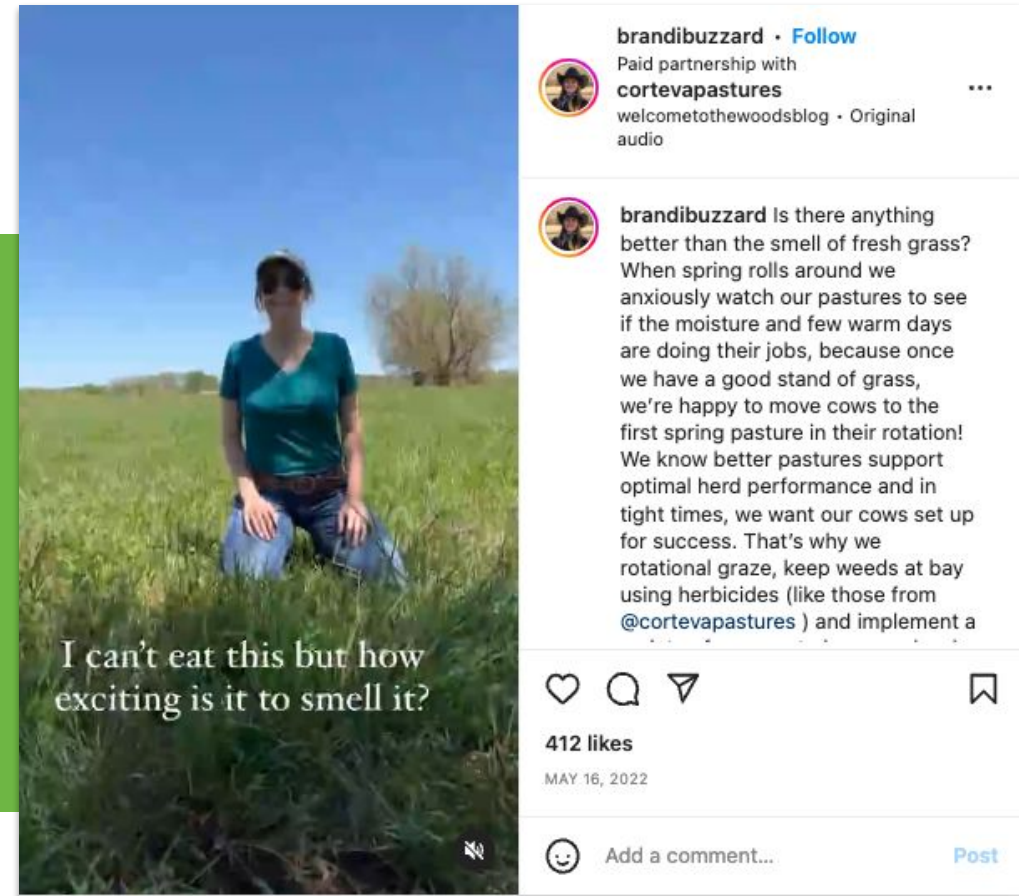 I can't eat this but how
exciting is it to smell it?
brandibuzzard • Follow
Paid partnership with
cortevapastures
welcometothewoodsblog • Original
audio
brandibuzzard Is there anything
better than the smell of fresh grass?
When spring rolls around we
anxiously watch our pastures to see
if the moisture and few warm days
are doing their jobs, because once
we have a good stand of grass,
we're happy to move cows to the
first spring pasture in their rotation!
We know better pastures support
optimal herd performance and in
tight times, we want our cows set up
for success. That's why we
rotational graze, keep weeds at bay
using herbicides (like those from
@cortevapastures ) and implement a
412 likes
MAY 16, 2022
Add a comment...
Post